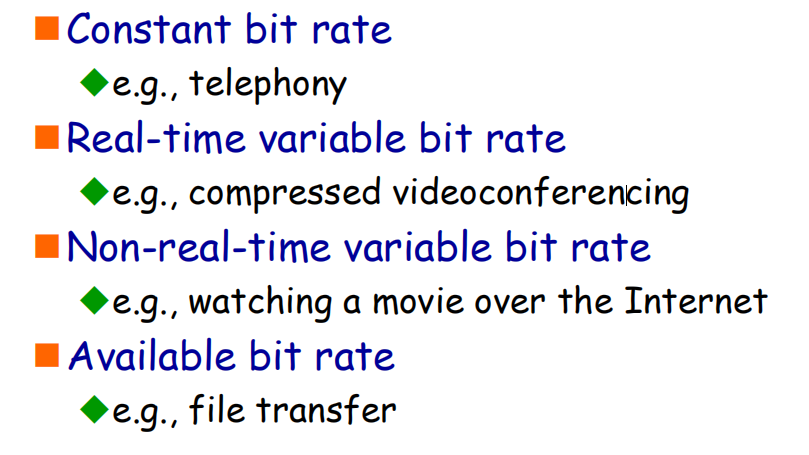 Constant bit rate
e.g., telephony
Real-time variable bit rate
e.g., compressed videoconferencing
Non-real-time variable bit rate
e.g., watching a movie over the Internet
Available bit rate
e.g., file transfer